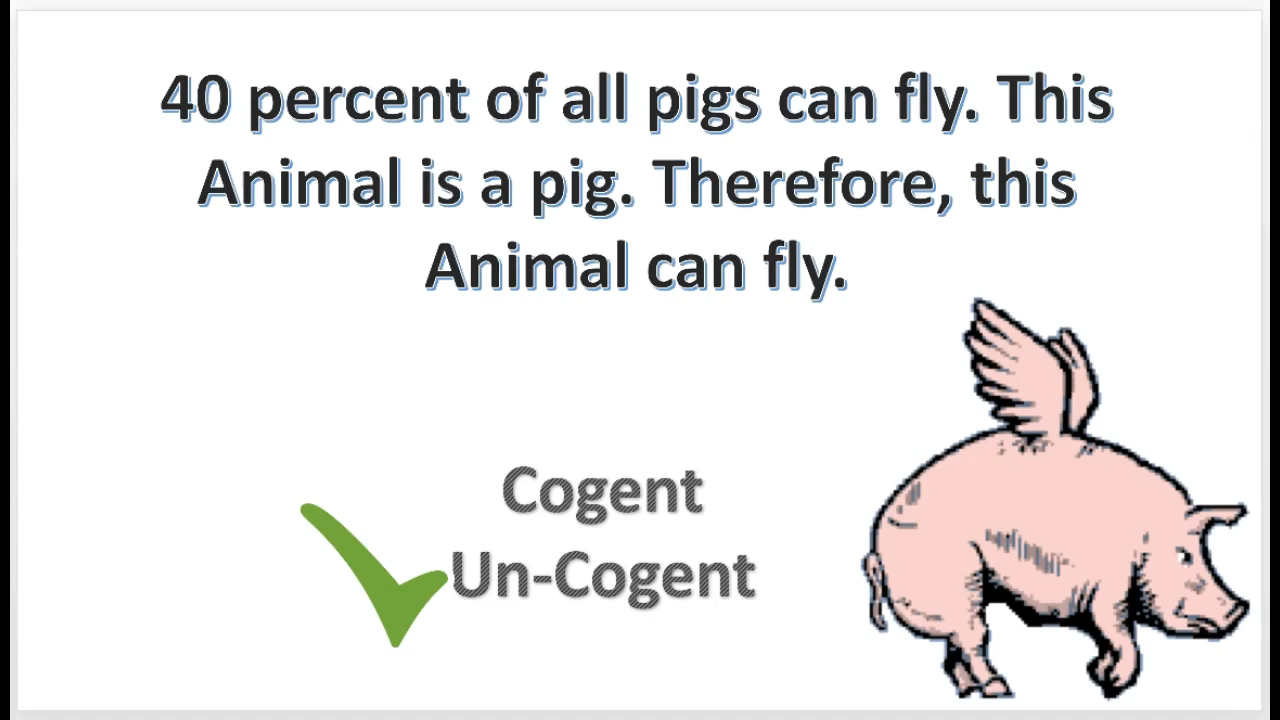 40 percent of all pigs can fly. This
Animal is a pig. Therefore, this
Animal can fly.
Cogent
Un-Cogent